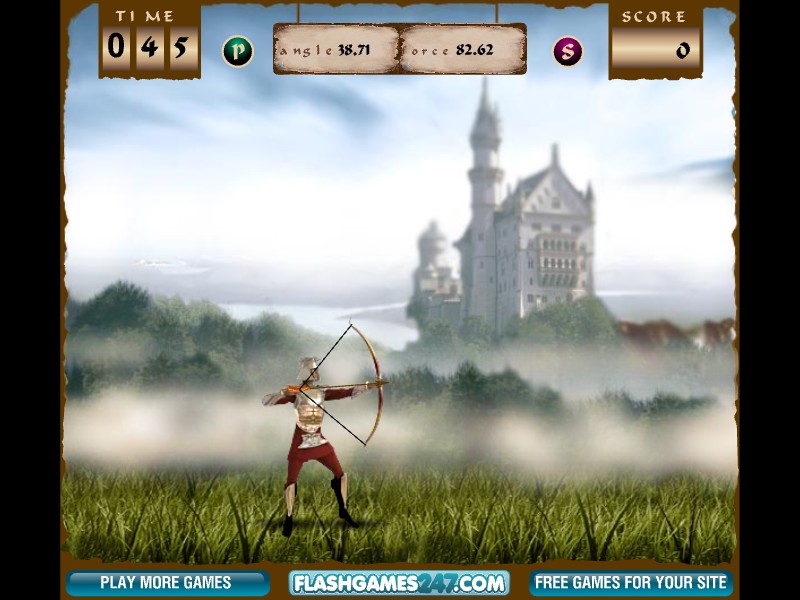 TIME
045
P
angle 38.71
orce 82.62
S
SCORE
0
PLAY MORE GAMES
FLASHGAMES247.COM
FREE GAMES FOR YOUR SITE